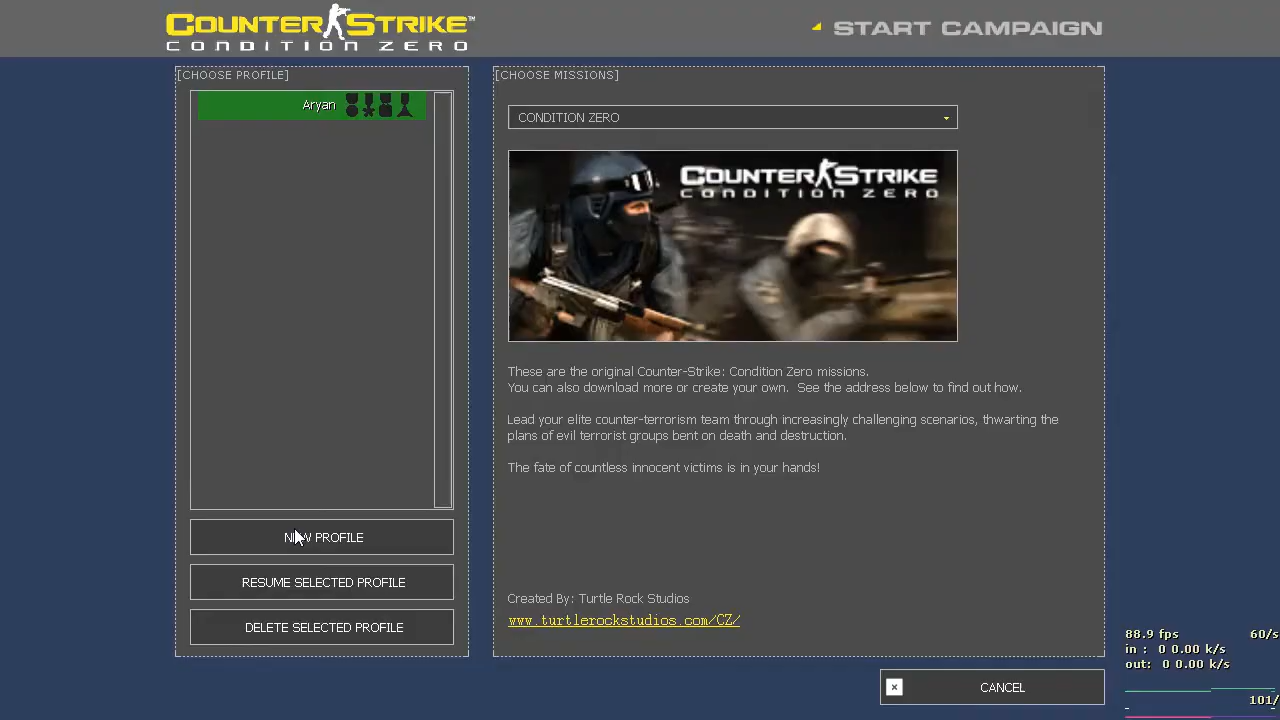 COUNTER STRIKE™
CONDITION ZERO
START CAMPAIGN
[CHOOSE PROFILE]
Aryan
NEW PROFILE
RESUME SELECTED PROFILE
DELETE SELECTED PROFILE
[CHOOSE MISSIONS]
CONDITION ZERO
COUNTER STRIKE
CONDITION ZERO
These are the original Counter-Strike: Condition Zero missions.
You can also download more or create your own. See the address below to find out how.
Lead your elite counter-terrorism team through increasingly challenging scenarios, thwarting the
plans of evil terrorist groups bent on death and destruction.
The fate of countless innocent victims is in your hands!
Created By: Turtle Rock Studios
www.turtlerockstudios.com/CZ/
CANCEL
88.9 fps 60/s
in : 0 0.00 k/s
out: 0 0.00 k/s
101/